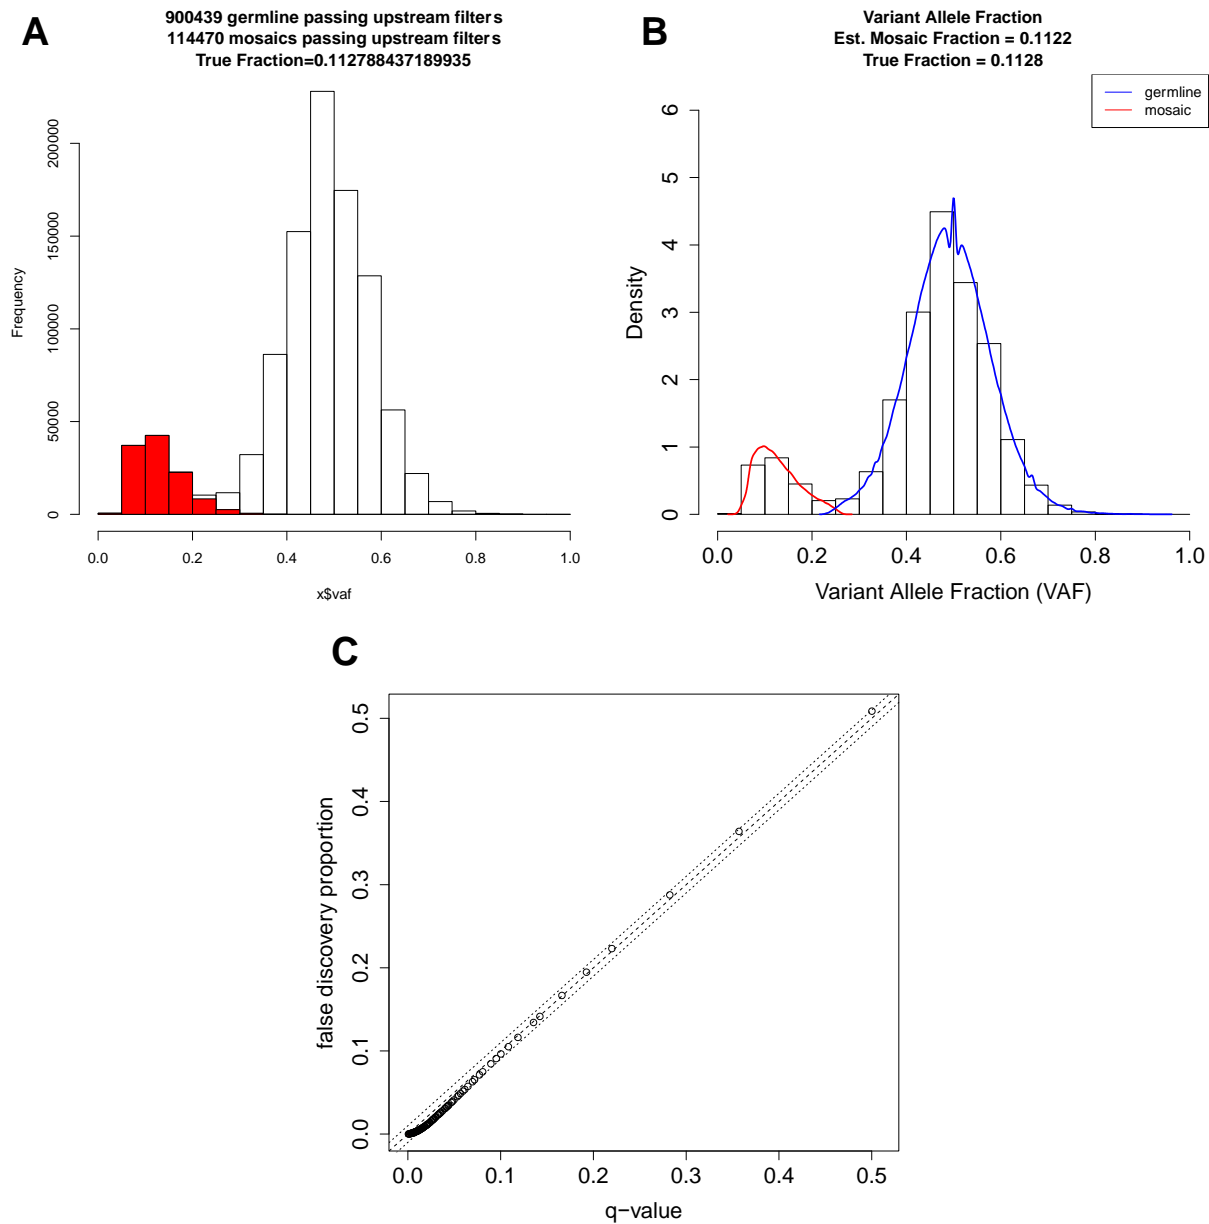 A
900439 germline passing upstream filters
114470 mosaics passing upstream filters
True Fraction=0.112788437189935
Frequency
200000
150000
100000
50000
0
0.0 0.2 0.4 0.6 0.8 1.0
x$vaf
B
Variant Allele Fraction
Est. Mosaic Fraction = 0.1122
True Fraction = 0.1128
germline
mosaic
Density
6
5
4
3
2
1
0
0.0 0.2 0.4 0.6 0.8 1.0
Variant Allele Fraction (VAF)
C
false discovery proportion
0.5
0.4
0.3
0.2
0.1
0.0
0.0 0.1 0.2 0.3 0.4 0.5
q−value